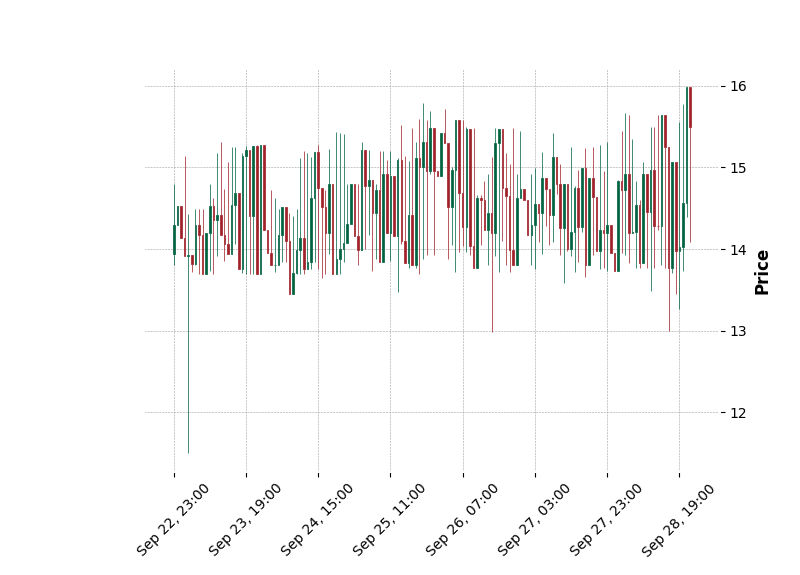 16
15
14
13
12
Price
Sep 22, 23:00
Sep 23, 19:00
Sep 24, 15:00
Sep 25, 11:00
Sep 26, 07:00
Sep 27, 03:00
Sep 27, 23:00
Sep 28, 19:00